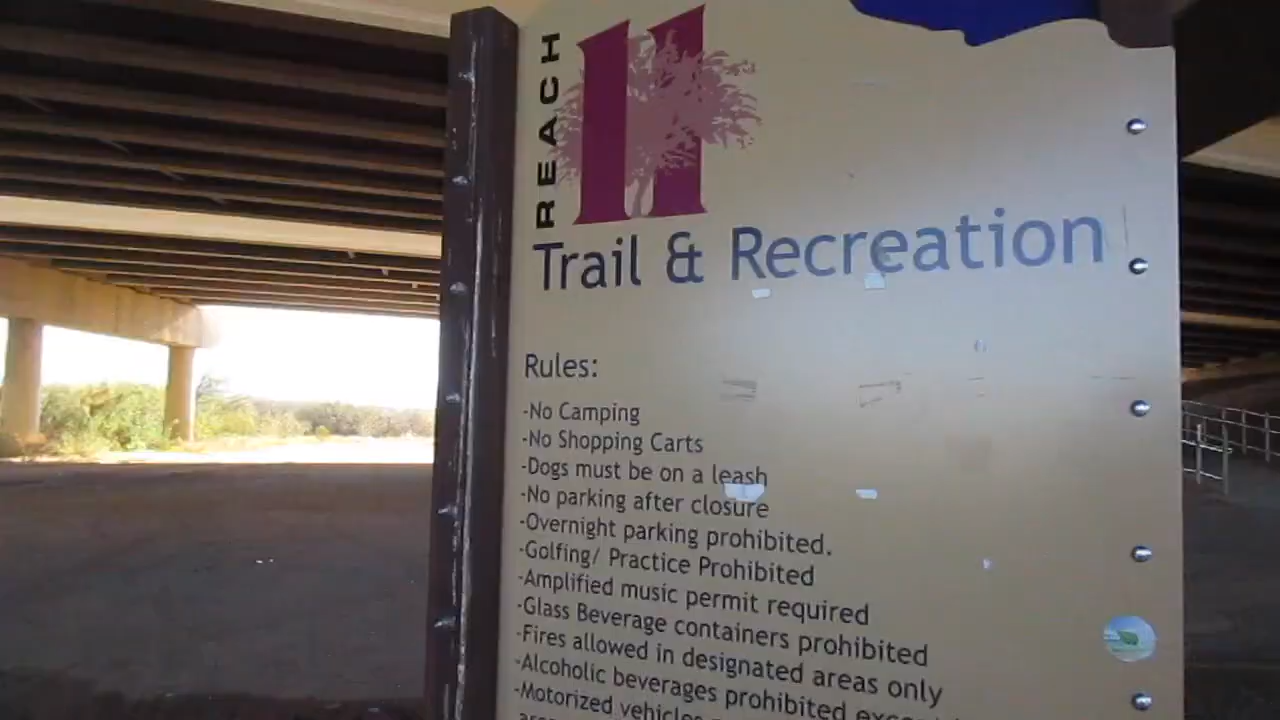 REACH 11
Trail & Recreation
Rules:
-No Camping
-No Shopping Carts
-Dogs must be on a leash
-No parking after closure
-Overnight parking prohibited.
-Golfing/ Practice Prohibited
-Amplified music permit required
-Glass Beverage containers prohibited
-Fires allowed in designated areas only
-Alcoholic beverages prohibited
-Motorized vehicles